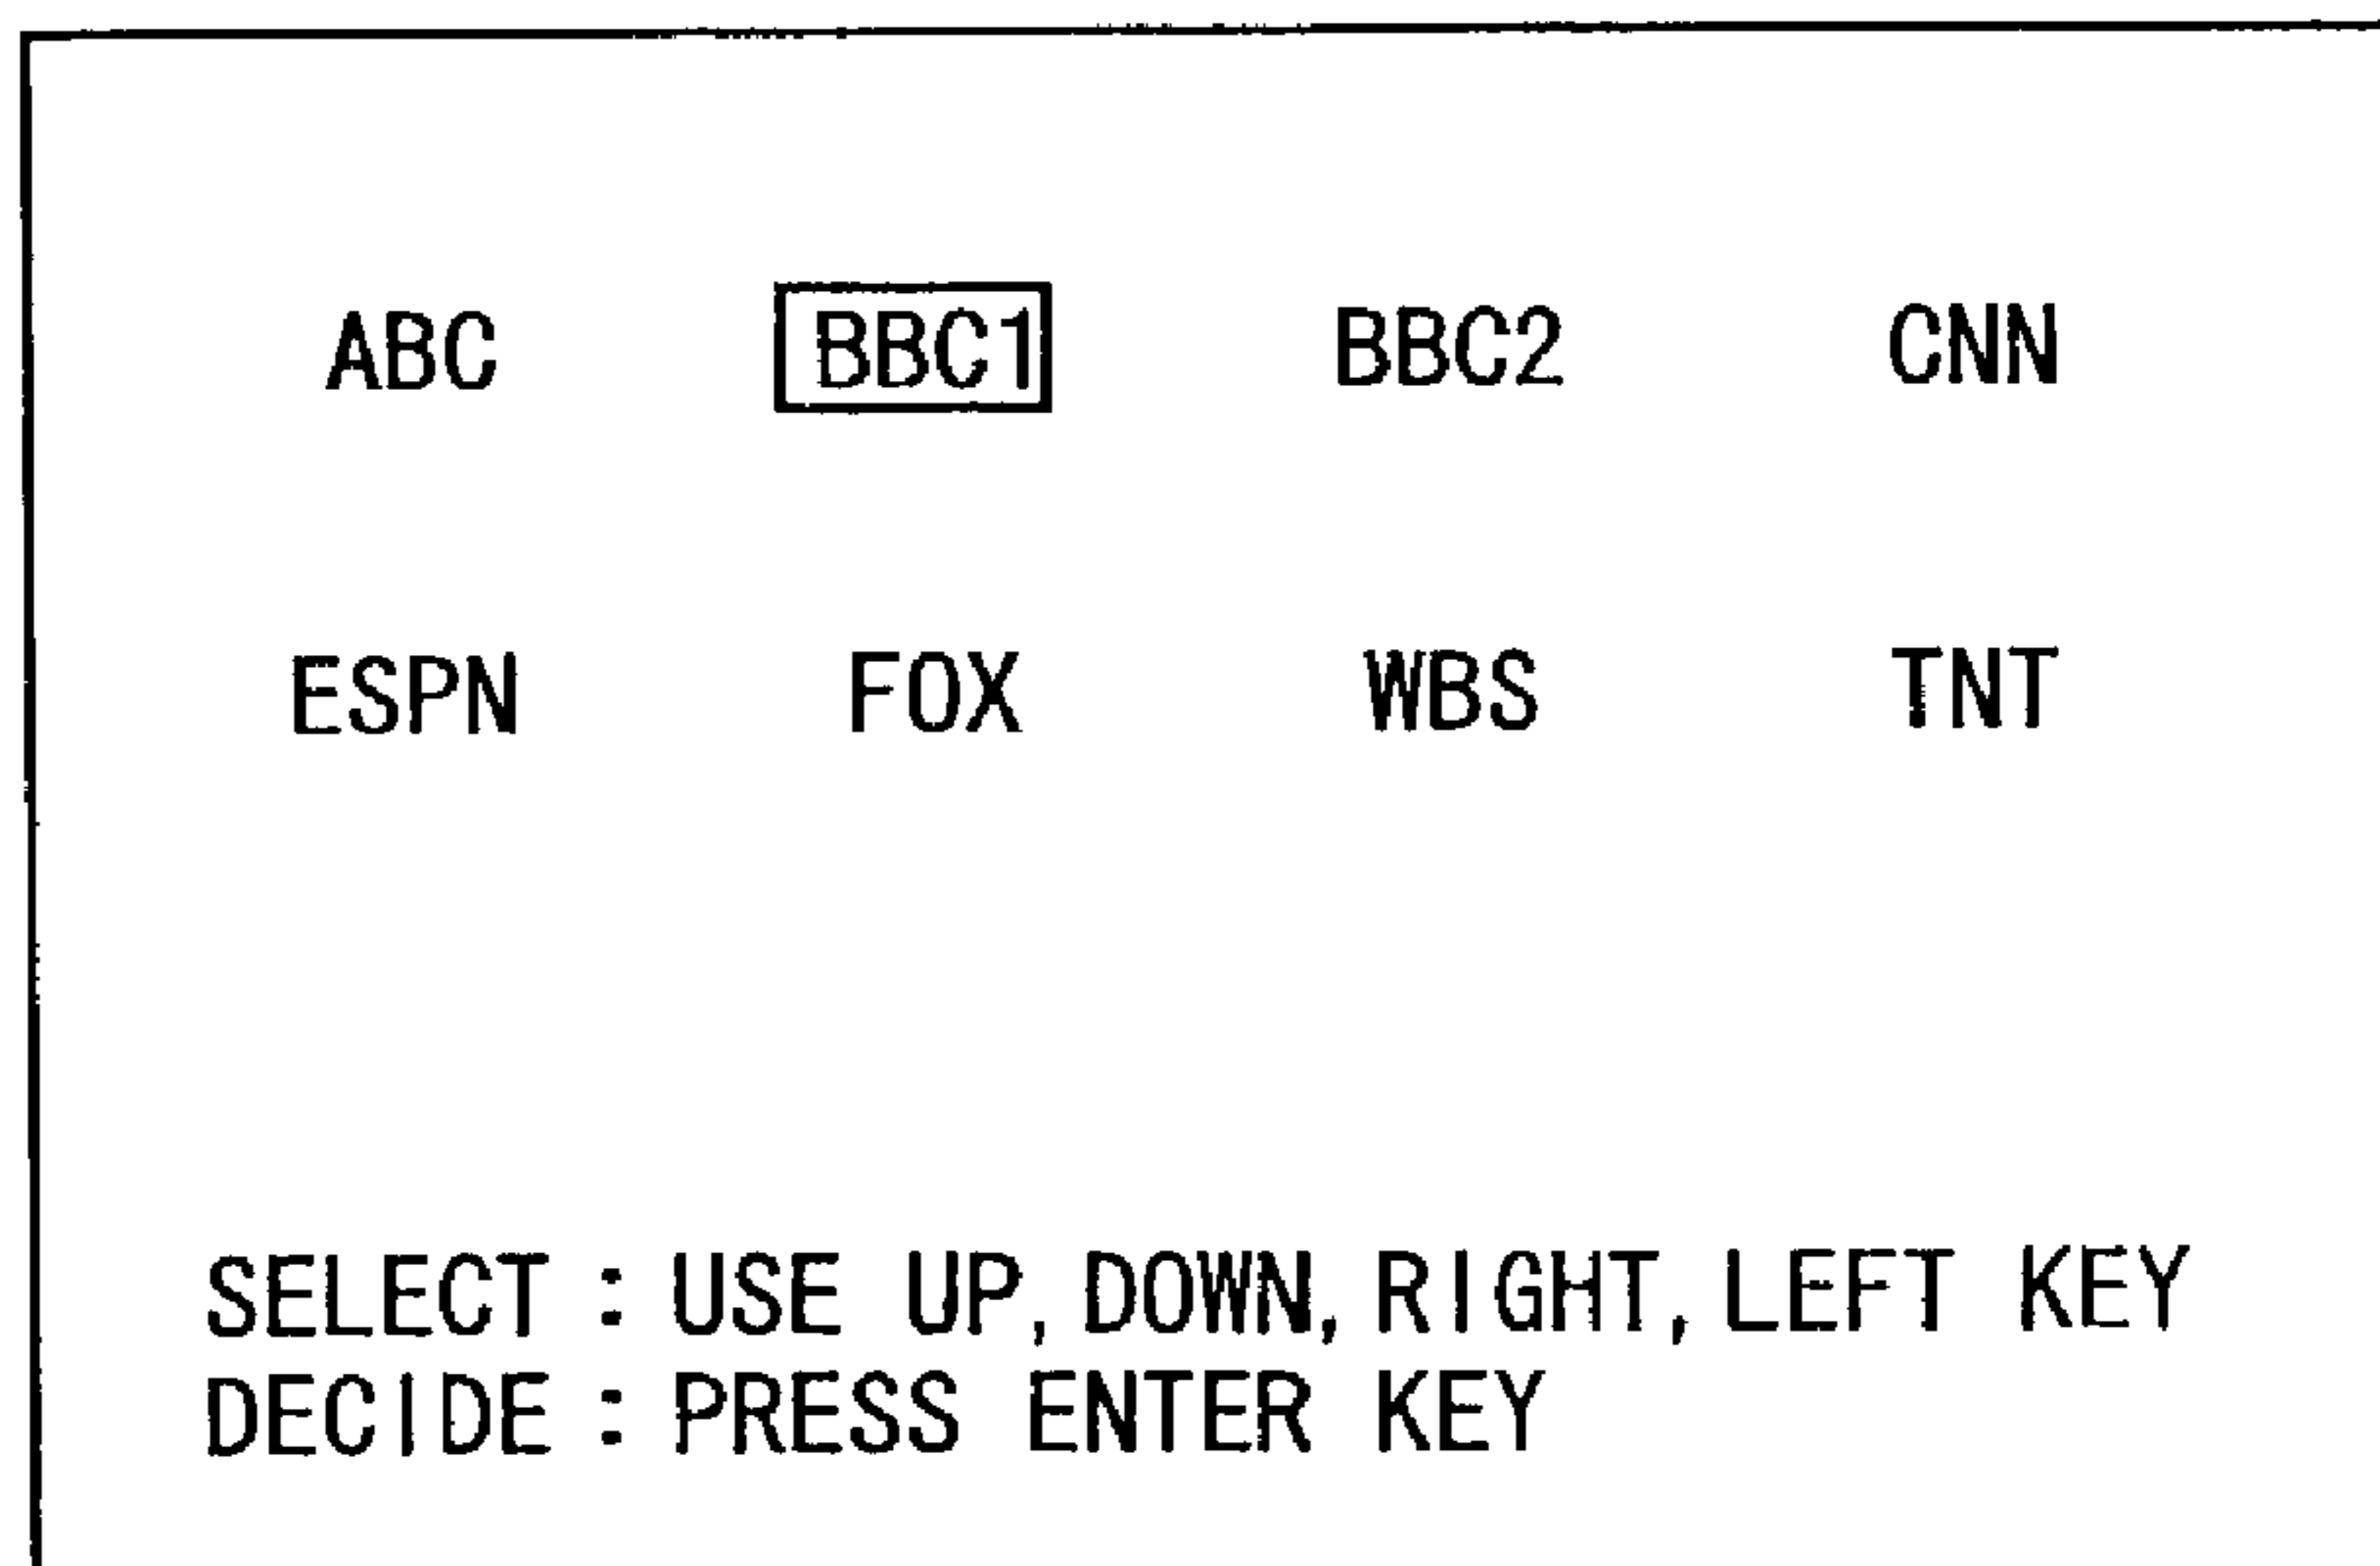 ABC BBC1 BBC2 CNN
ESPN FOX WBS TNT
SELECT : USE UP, DOWN, RIGHT, LEFT KEY
DECIDE : PRESS ENTER KEY